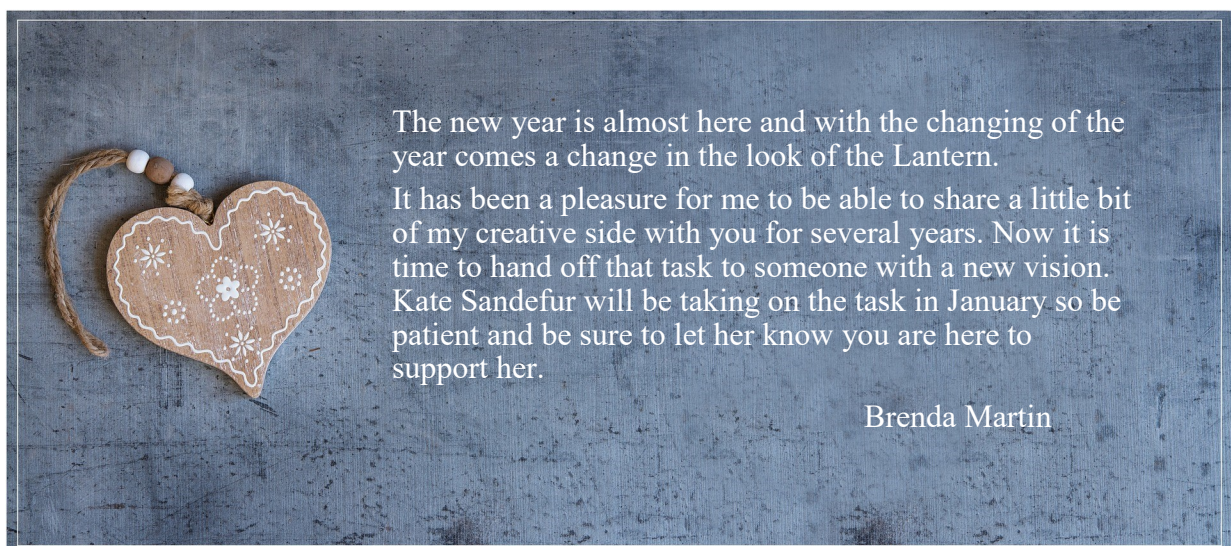 The new year is almost here and with the changing of the
year comes a change in the look of the Lantern.
It has been a pleasure for me to be able to share a little bit
of my creative side with you for several years. Now it is
time to hand off that task to someone with a new vision.
Kate Sandefur will be taking on the task in January so be
patient and be sure to let her know you are here to
support her.
Brenda Martin